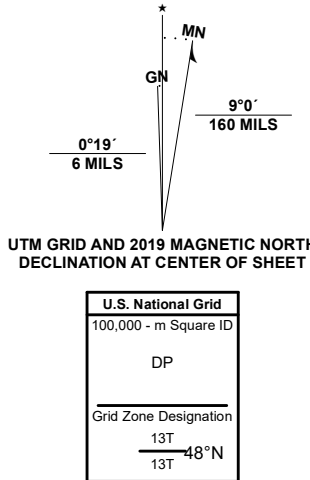 ★
MN
GN
9°0´
160 MILS
0°19´
6 MILS
UTM GRID AND 2019 MAGNETIC NORTH
DECLINATION AT CENTER OF SHEET
U.S. National Grid
100,000 - m Square ID
DP
Grid Zone Designation
13T
48°N
13T